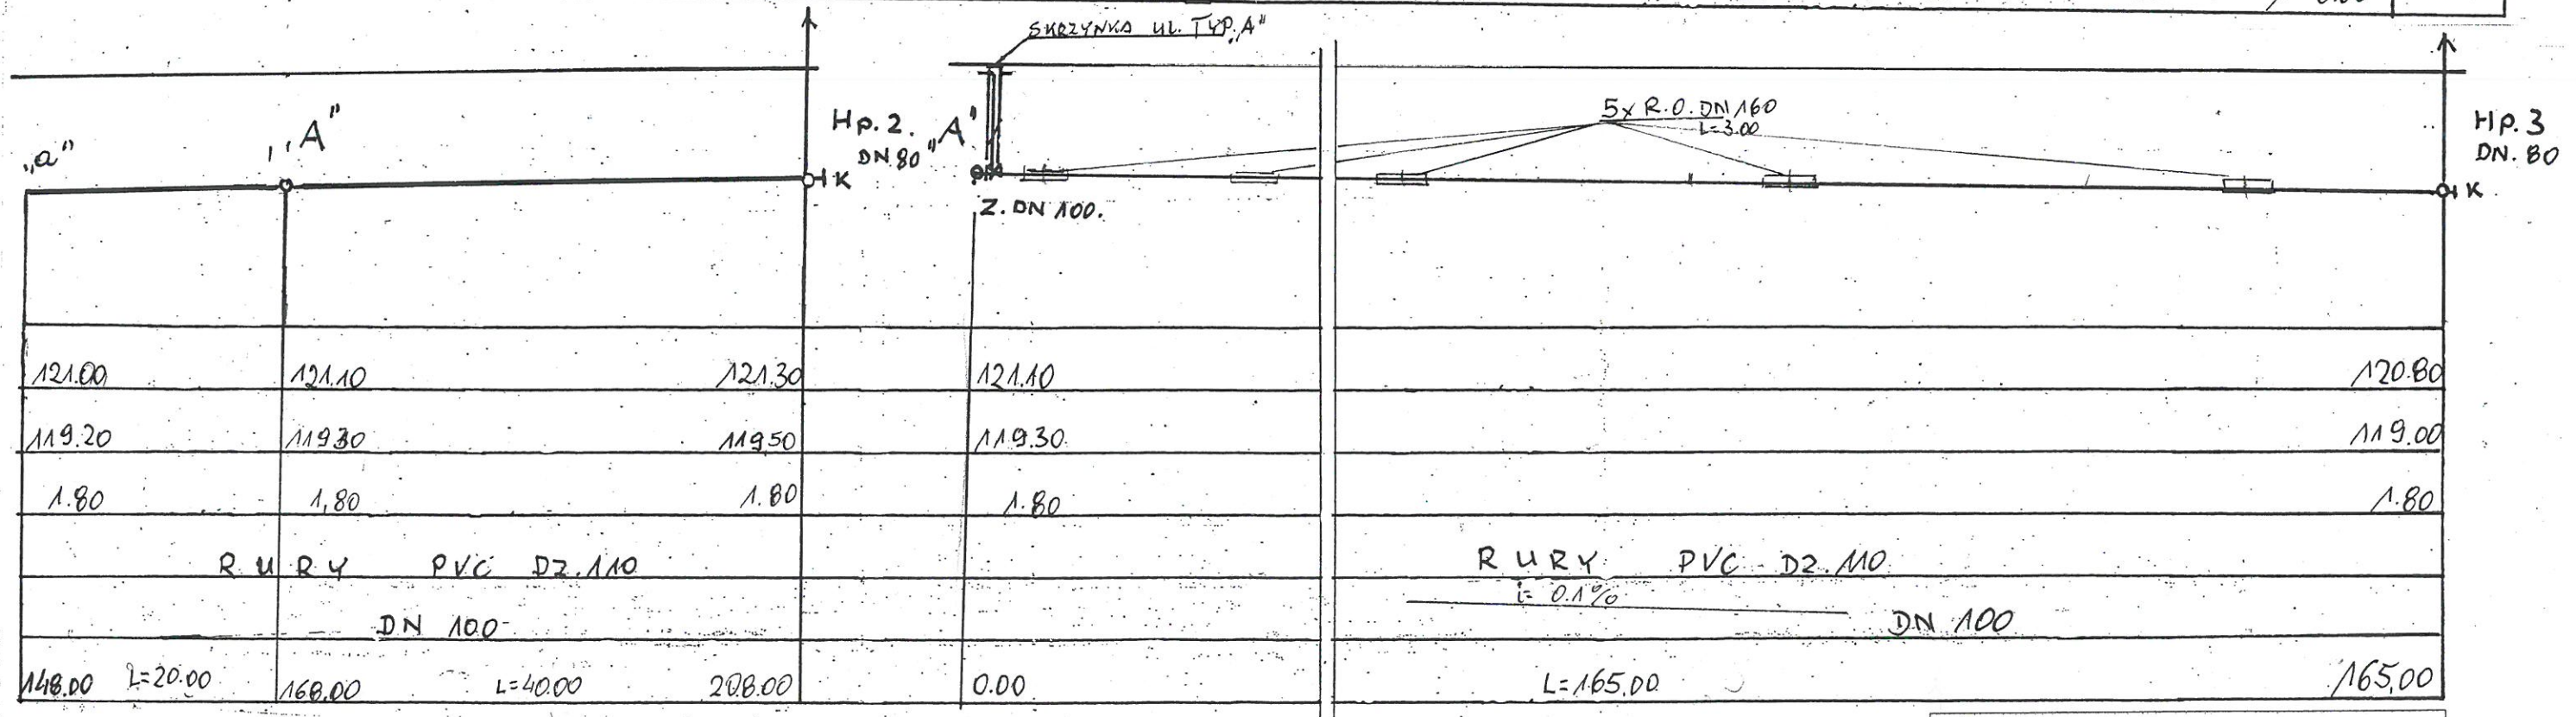 SKRZYNKA UL. TYP. „A"
„a"
„A"
Hp. 2.
DN 80
K
„A"
Z. DN 100.
5x R.O. DN 160
L=3.00
Hp. 3
DN. 80
K
121.00 121.10 121.30 121.10 120.80
119.20 119.30 119.50 119.30 119.00
1.80 1,80 1.80 1.80 1.80
RURY PVC DZ. 110 RURY PVC DZ. 110
i= 0.1%
DN 100 DN 100
148.00 L=20.00 168.00 L=40.00 208.00 0.00 L=165.00 165,00